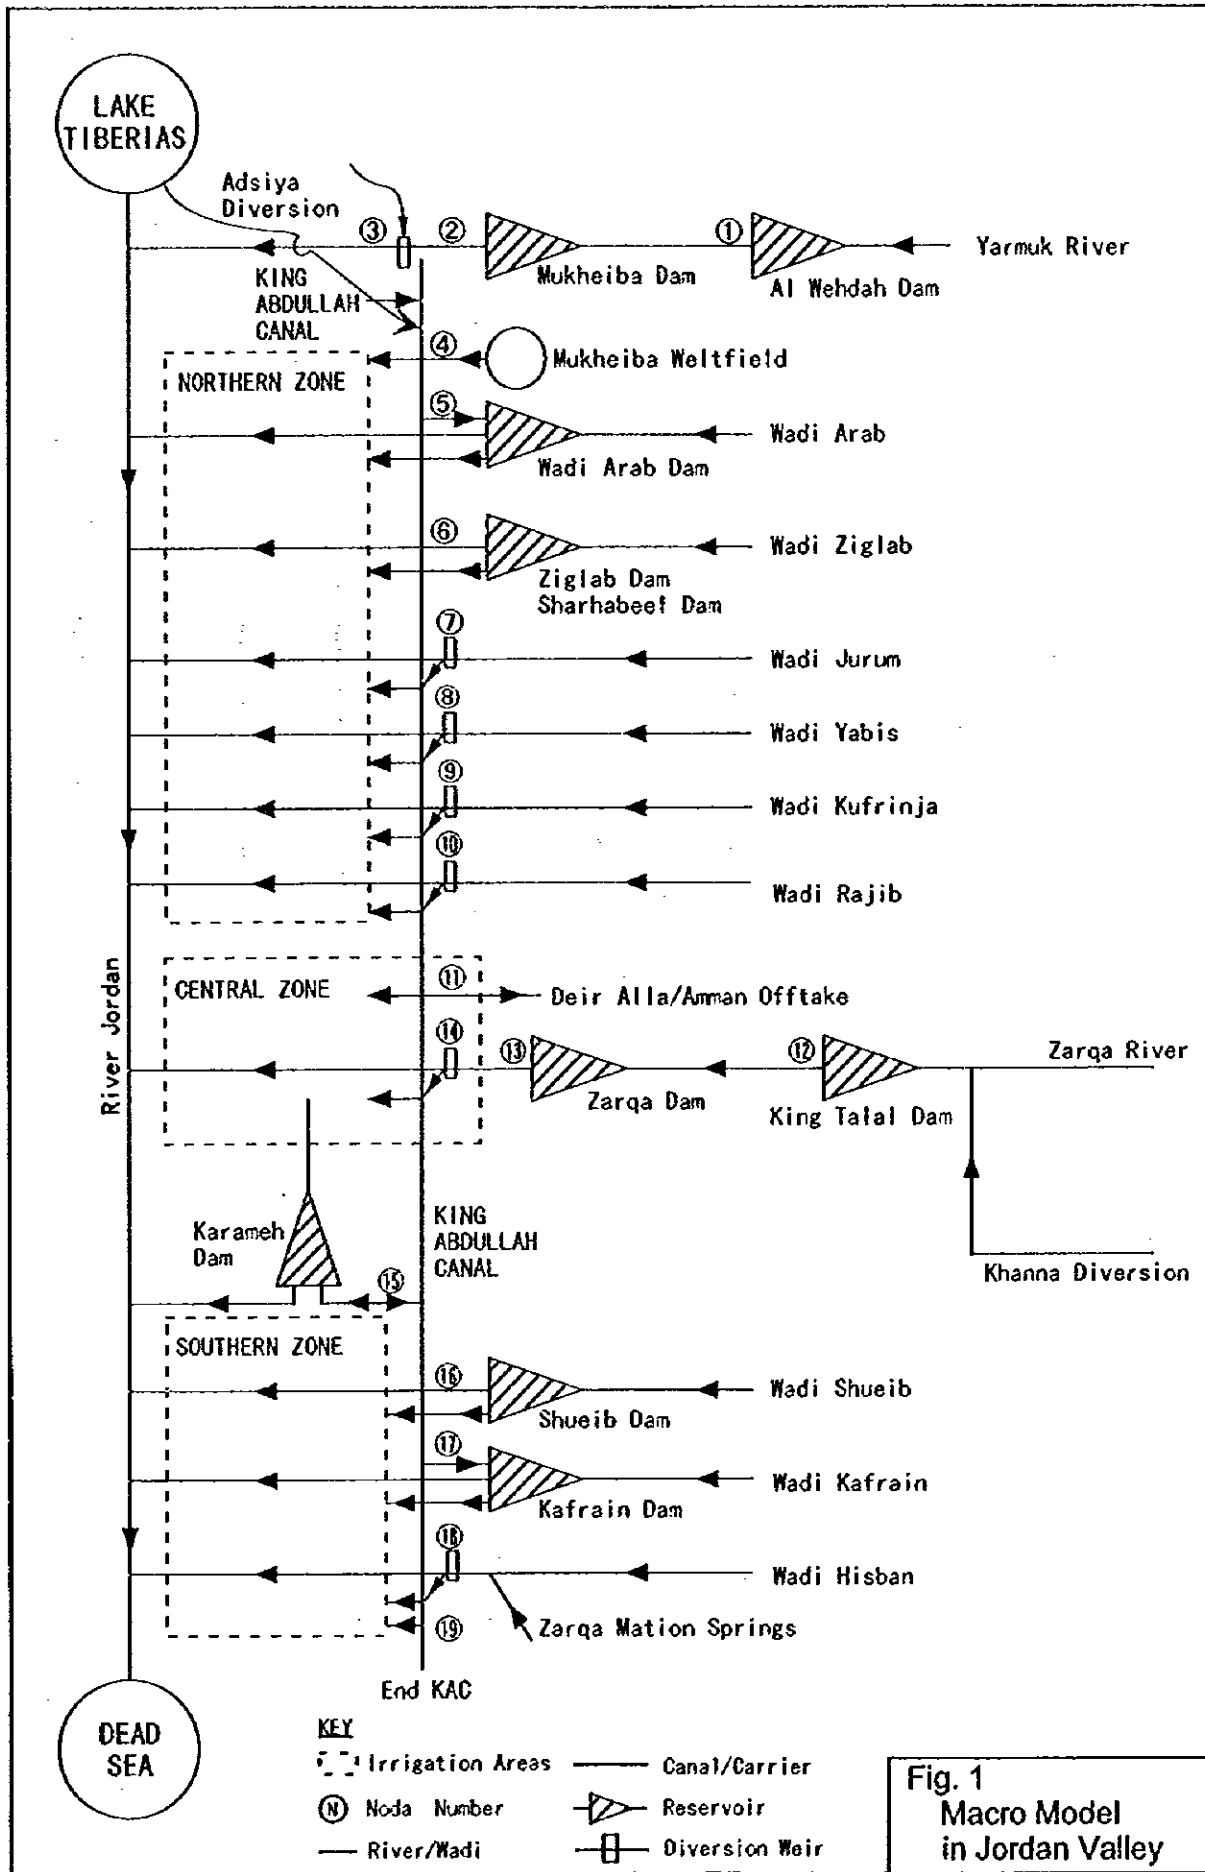 LAKE
TIBERIAS
Adsiya
Diversion
③
②
①
Yarmuk River
Mukheiba Dam
Al Wehdah Dam
KING
ABDULLAH
CANAL
④
Mukheiba Weltfield
NORTHERN ZONE
⑤
Wadi Arab
Wadi Arab Dam
⑥
Wadi Ziglab
Ziglab Dam
Sharhabeef Dam
⑦
Wadi Jurum
⑧
Wadi Yabis
⑨
Wadi Kufrinja
⑩
Wadi Rajib
River Jordan
CENTRAL ZONE
⑪
Deir Alla/Amman Offtake
⑭
⑬
⑫
Zarqa River
Zarqa Dam
King Talal Dam
Karameh
Dam
KING
ABDULLAH
CANAL
Khanna Diversion
⑮
SOUTHERN ZONE
⑯
Wadi Shueib
Shueib Dam
⑰
Wadi Kafrain
Kafrain Dam
⑱
Wadi Hisban
⑲
Zarqa Mation Springs
End KAC
DEAD
SEA
KEY
Irrigation Areas
Canal/Carrier
Ⓝ Noda Number
Reservoir
River/Wadi
Diversion Weir
Fig. 1
Macro Model
in Jordan Valley